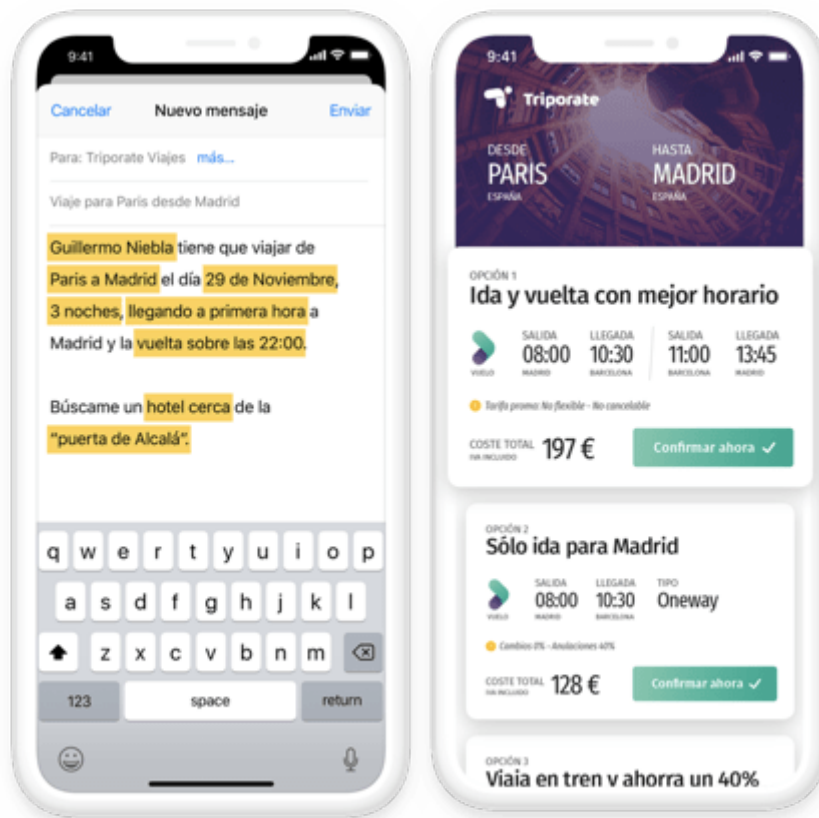 9:41
Cancelar Nuevo mensaje Enviar
Para: Triporate Viajes más...
Viaje para Paris desde Madrid
Guillermo Niebla tiene que viajar de
Paris a Madrid el día 29 de Noviembre,
3 noches, llegando a primera hora a
Madrid y la vuelta sobre las 22:00.
Búscame un hotel cerca de la
“puerta de Alcalá”.
q w e r t y u i o p
a s d f g h j k l
z x c v b n m
123 space return
9:41
Triporate
DESDE HASTA
PARIS MADRID
ESPAÑA ESPAÑA
OPCIÓN 1
Ida y vuelta con mejor horario
SALIDA LLEGADA SALIDA LLEGADA
08:00 10:30 11:00 13:45
VUELO MADRID BARCELONA BARCELONA MADRID
Tarifa promo: No flexible - No cancelable
COSTE TOTAL 197 € Confirmar ahora
IVA INCLUIDO
OPCIÓN 2
Sólo ida para Madrid
SALIDA LLEGADA TIPO
08:00 10:30 Oneway
VUELO MADRID BARCELONA
Cambios 0% - Anulaciones 40%
COSTE TOTAL 128 € Confirmar ahora
IVA INCLUIDO
OPCIÓN 3
Viaja en tren y ahorra un 40%